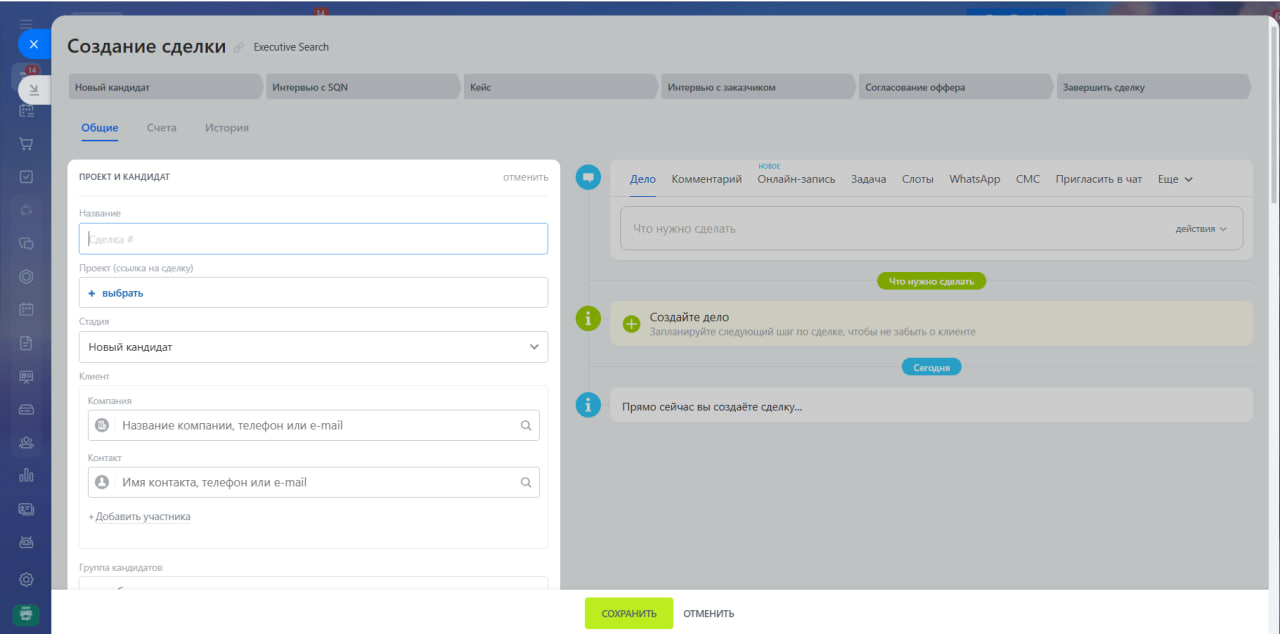 14
Создание сделки Executive Search
14
Новый кандидат Интервью с SQN Кейс Интервью с заказчиком Согласование оффера Завершить сделку
Общие Счета История
ПРОЕКТ И КАНДИДАТ ОТМЕНИТЬ
Название
Сделка #
Проект (ссылка на сделку)
+ выбрать
Стадия
Новый кандидат
Клиент
Компания
Название компании, телефон или e-mail
Контакт
Имя контакта, телефон или e-mail
+ Добавить участника
Группа кандидатов
НОВОЕ
Дело Комментарий Онлайн-запись Задача Слоты WhatsApp СМС Пригласить в чат Еще
Что нужно сделать действия
Что нужно сделать
Создайте дело
Запланируйте следующий шаг по сделке, чтобы не забыть о клиенте
Сегодня
Прямо сейчас вы создаёте сделку...
СОХРАНИТЬ ОТМЕНИТЬ